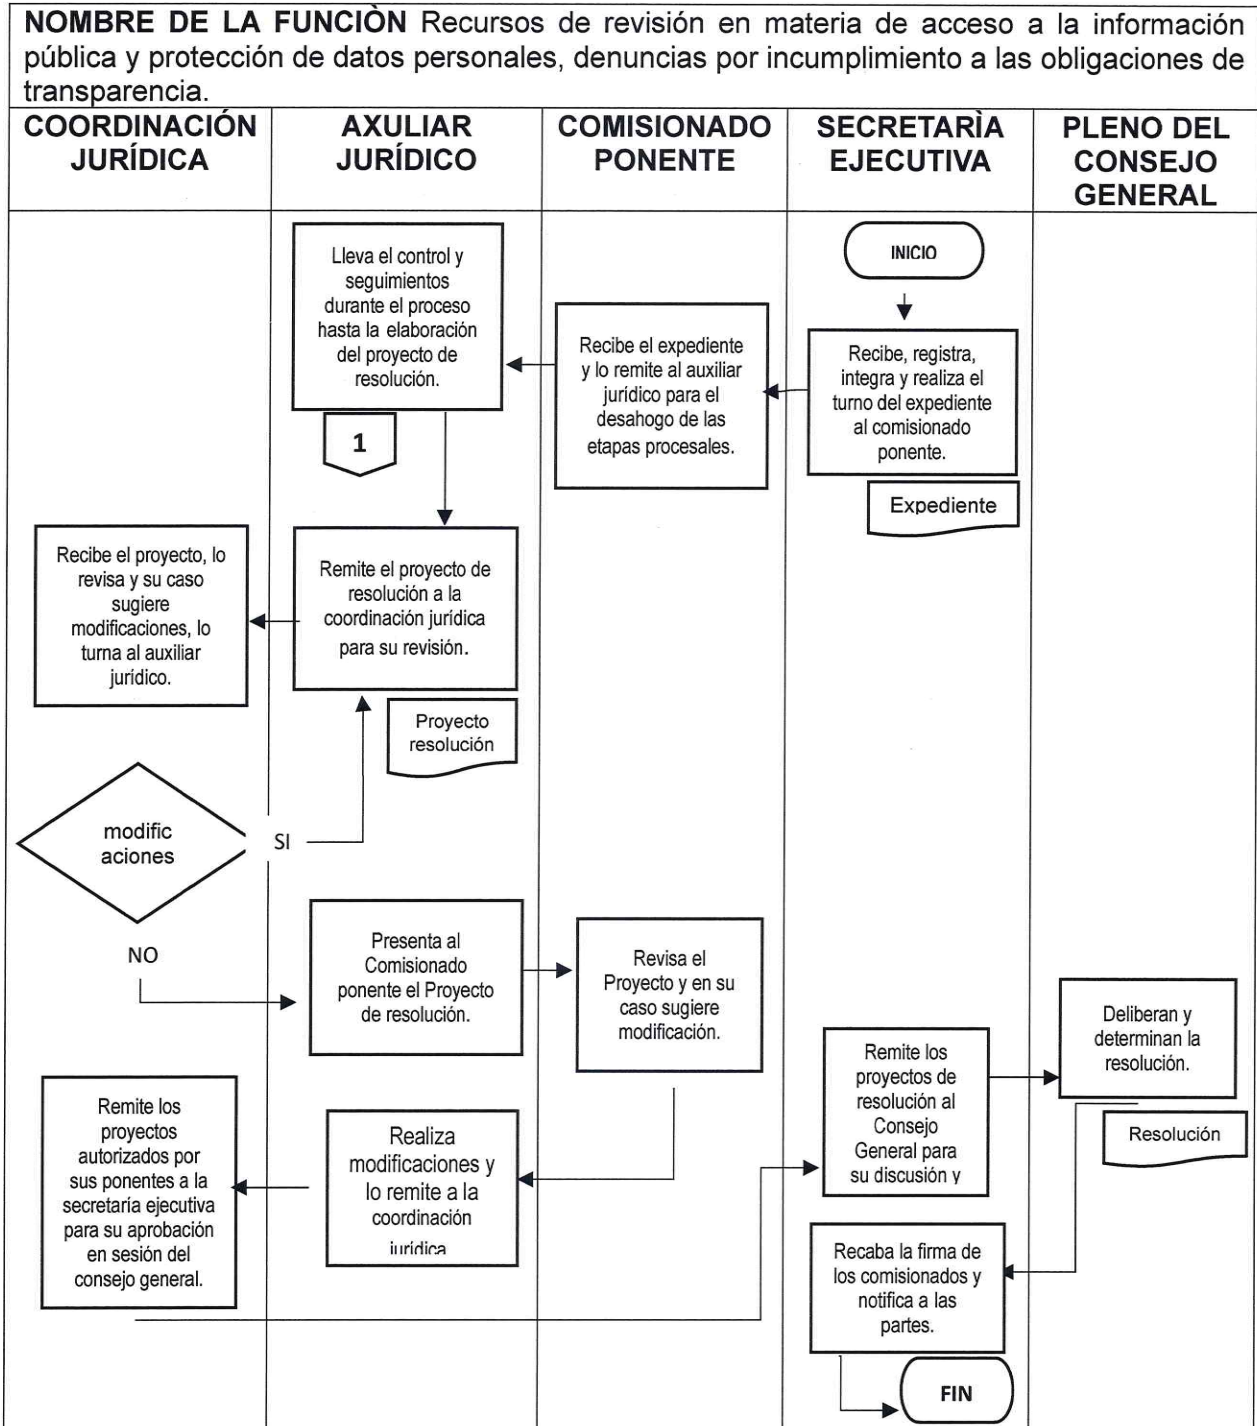 NOMBRE DE LA FUNCIÒN Recursos de revisión en materia de acceso a la información
pública y protección de datos personales, denuncias por incumplimiento a las obligaciones de
transparencia.
COORDINACIÓN
JURÍDICA
AXULIAR
JURÍDICO
COMISIONADO
PONENTE
SECRETARÌA
EJECUTIVA
PLENO DEL
CONSEJO
GENERAL
INICIO
Recibe, registra,
integra y realiza el
turno del expediente
al comisionado
ponente.
Expediente
Recibe el expediente
y lo remite al auxiliar
jurídico para el
desahogo de las
etapas procesales.
Lleva el control y
seguimientos
durante el proceso
hasta la elaboración
del proyecto de
resolución.
1
Remite el proyecto de
resolución a la
coordinación jurídica
para su revisión.
Proyecto
resolución
Recibe el proyecto, lo
revisa y su caso
sugiere
modificaciones, lo
turna al auxiliar
jurídico.
modific
aciones
SI
NO
Presenta al
Comisionado
ponente el Proyecto
de resolución.
Revisa el
Proyecto y en su
caso sugiere
modificación.
Realiza
modificaciones y
lo remite a la
coordinación
jurídica
Remite los
proyectos
autorizados por
sus ponentes a la
secretaría ejecutiva
para su aprobación
en sesión del
consejo general.
Remite los
proyectos de
resolución al
Consejo
General para
su discusión y
Deliberan y
determinan la
resolución.
Resolución
Recaba la firma de
los comisionados y
notifica a las
partes.
FIN